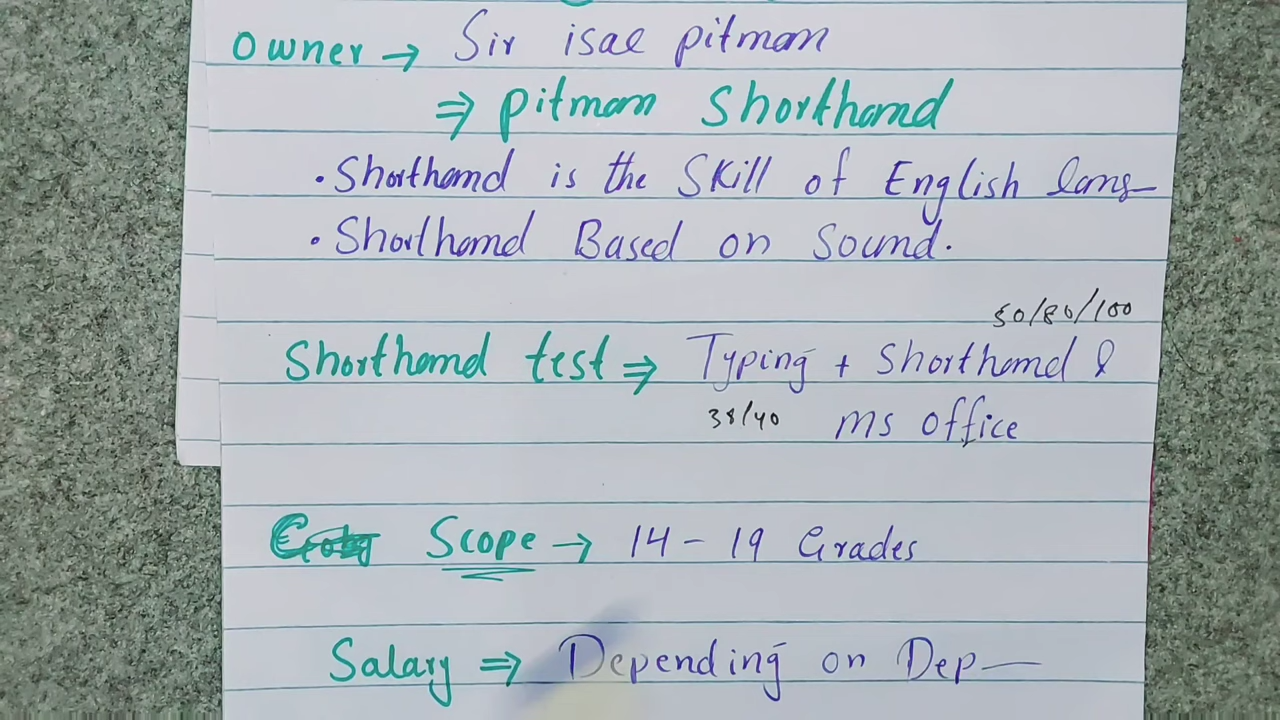 Owner → Sir isac pitman
⇒ pitman Shorthand
• Shorthand is the Skill of English lang—
• Shorthand Based on Sound.
50/80/100
Shorthand test ⇒ Typing + Shorthand &
38/40 ms office
Scope → 14 - 19 Grades
Salary ⇒ Depending on Dep—